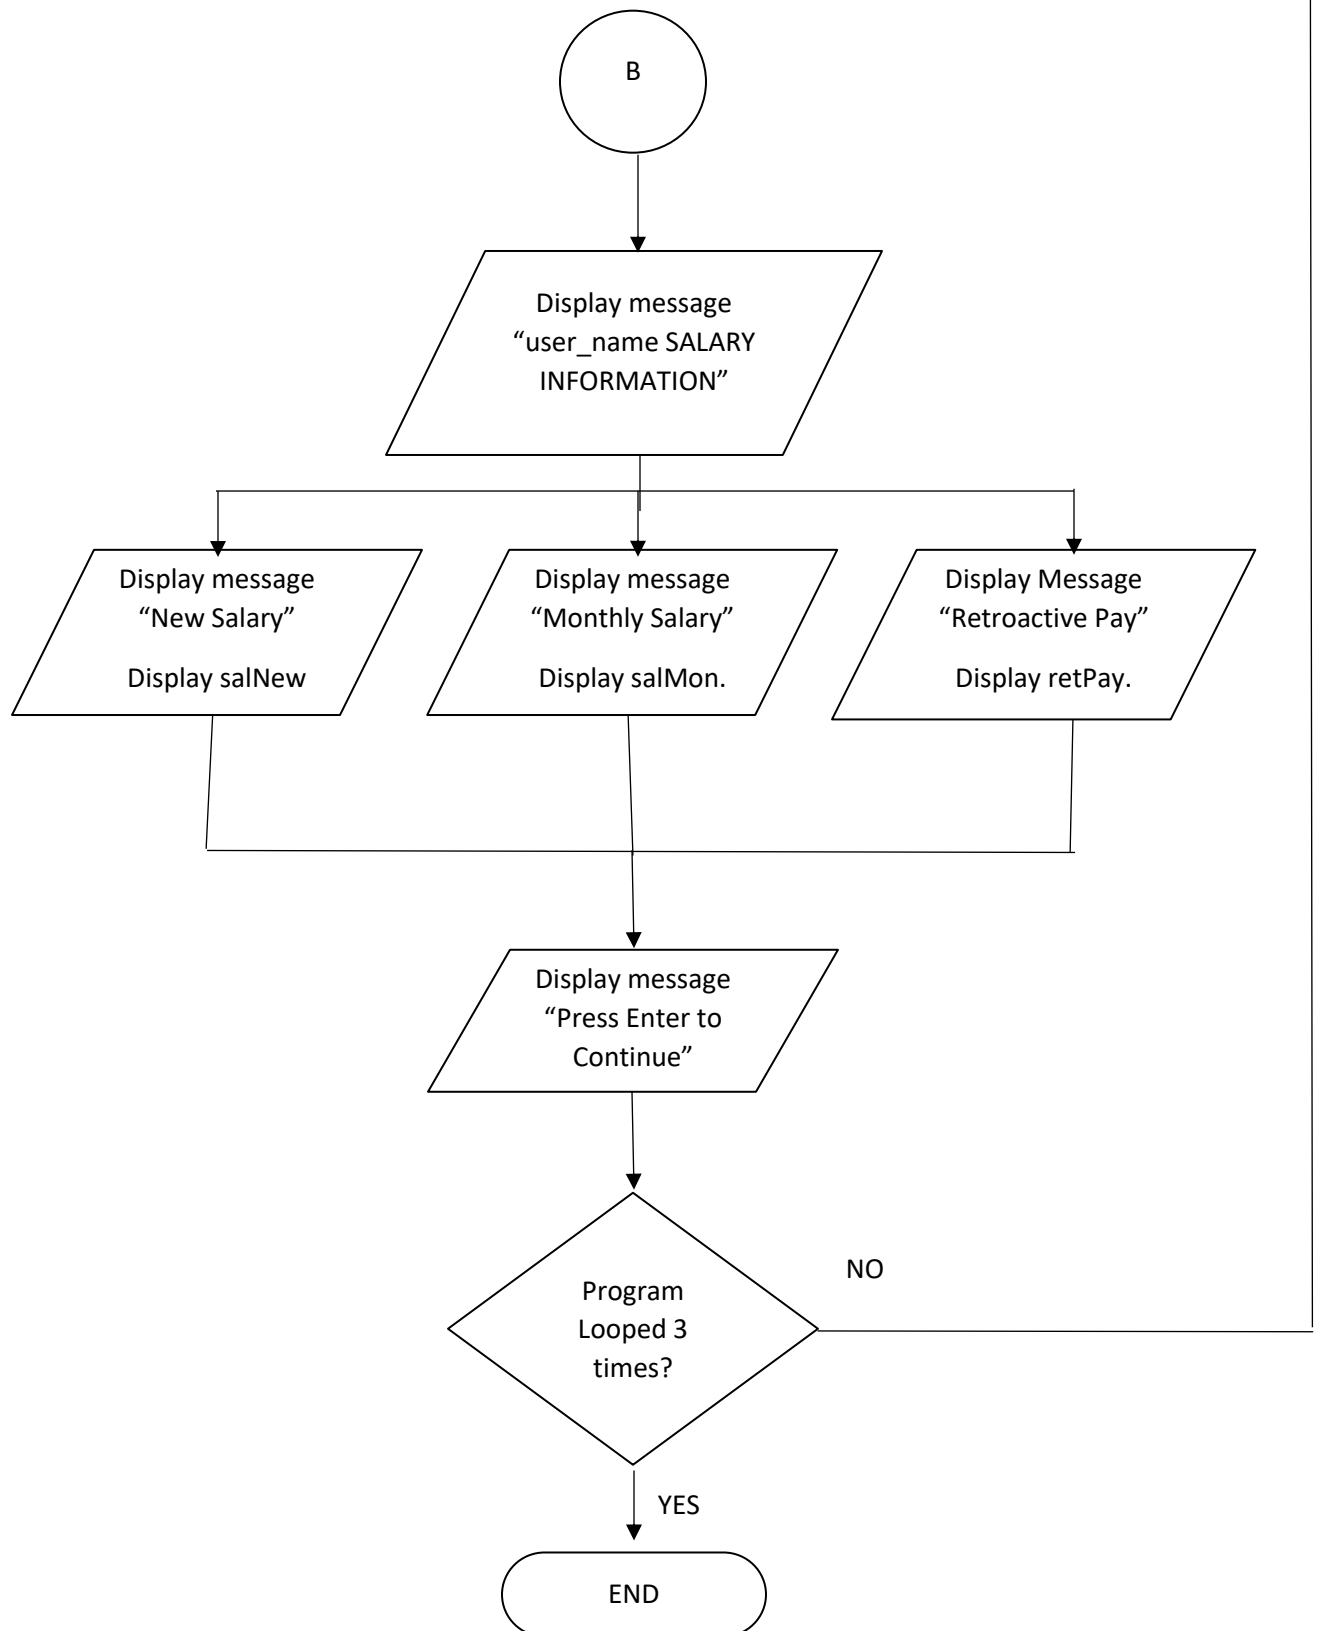 B
Display message
“user_name SALARY
INFORMATION”
Display message
“New Salary”
Display salNew
Display message
“Monthly Salary”
Display salMon.
Display Message
“Retroactive Pay”
Display retPay.
Display message
“Press Enter to
Continue”
Program
Looped 3
times?
NO
YES
END